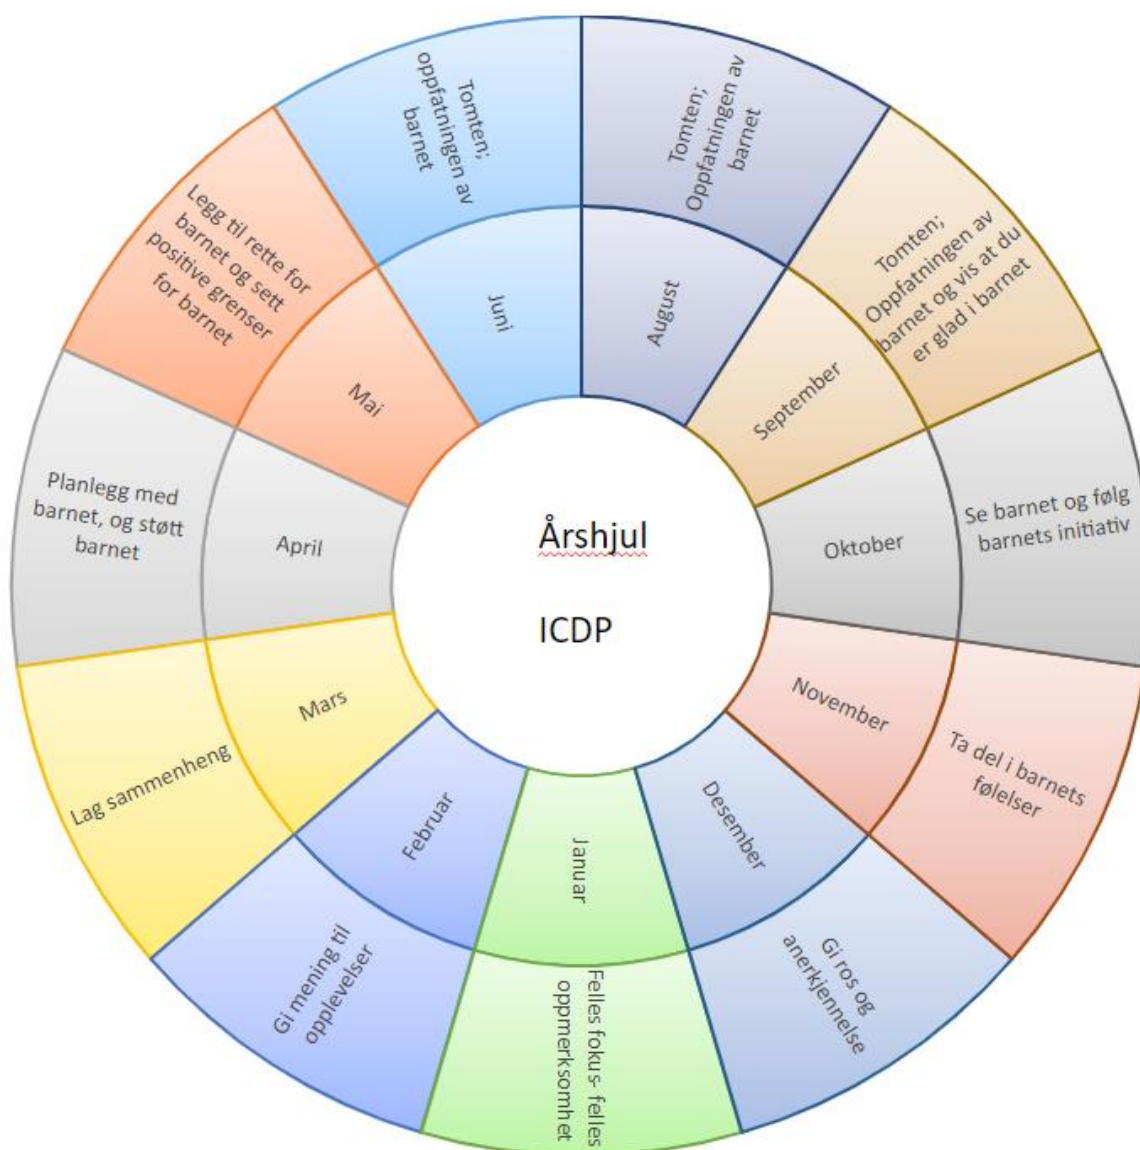 Årshjul
ICDP
August
Tomten;
Oppfatningen av
barnet
September
Tomten;
Oppfatningen av
barnet og vis at du
er glad i barnet
Oktober
Se barnet og følg
barnets initiativ
November
Ta del i barnets
følelser
Desember
Gi ros og
anerkjennelse
Januar
Felles fokus- felles
oppmerksomhet
Februar
Gi mening til
opplevelser
Mars
Lag sammenheng
April
Planlegg med
barnet, og støtt
barnet
Mai
Legg til rette for
barnet og sett
positive grenser
for barnet
Juni
Tomten;
oppfatningen av
barnet